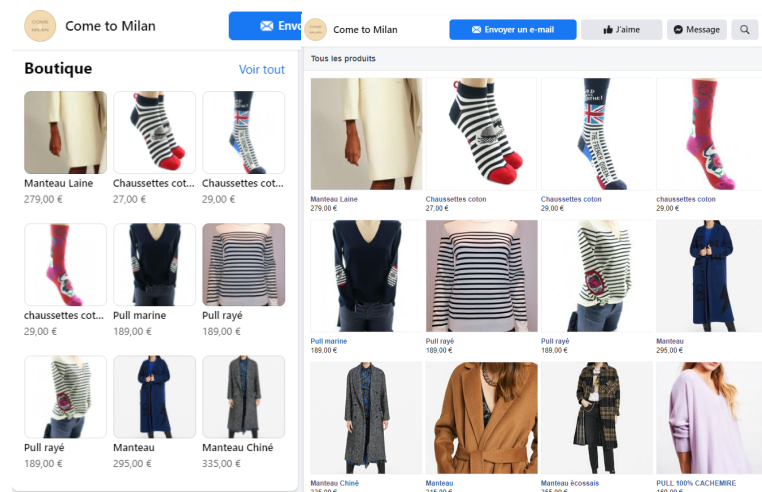 COME
MILAN
Come to Milan
Boutique
Voir tout
Manteau Laine
279,00 €
Chaussettes cot...
27,00 €
Chaussettes cot...
29,00 €
chaussettes cot...
29,00 €
Pull marine
189,00 €
Pull rayé
189,00 €
Pull rayé
189,00 €
Manteau
295,00 €
Manteau Chiné
335,00 €
Come to Milan
Envoyer un e-mail
J'aime
Message
Tous les produits
Manteau Laine
279,00 €
Chaussettes coton
27,00 €
Chaussettes coton
29,00 €
chaussettes coton
29,00 €
Pull marine
189,00 €
Pull rayé
189,00 €
Pull rayé
189,00 €
Manteau
295,00 €
Manteau Chiné
335,00 €
Manteau
Manteau écossais
PULL 100% CACHEMIRE